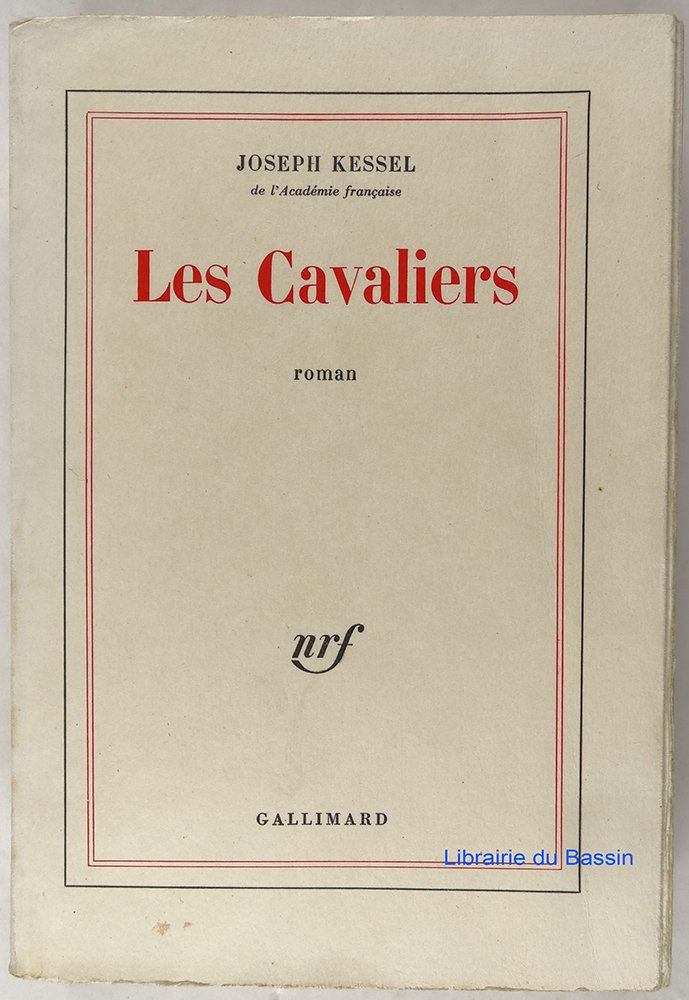 JOSEPH KESSEL
de l'Académie française
Les Cavaliers
roman
nrf
GALLIMARD
Librairie du Bassin